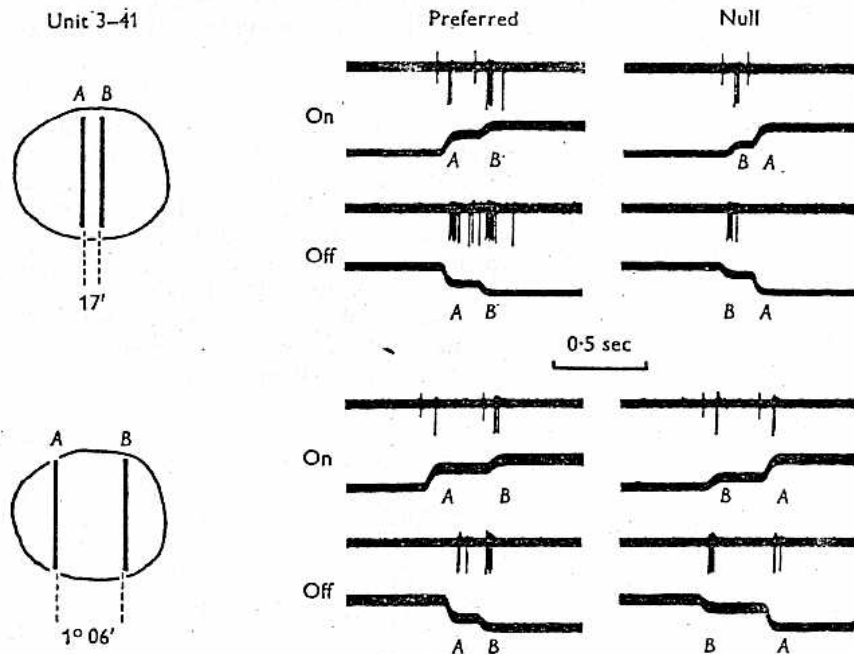 Unit 3–41
Preferred
Null
A B
On
A B
B A
Off
A B
B A
17'
0·5 sec
A B
On
A B
B A
Off
A B
B A
1° 06'